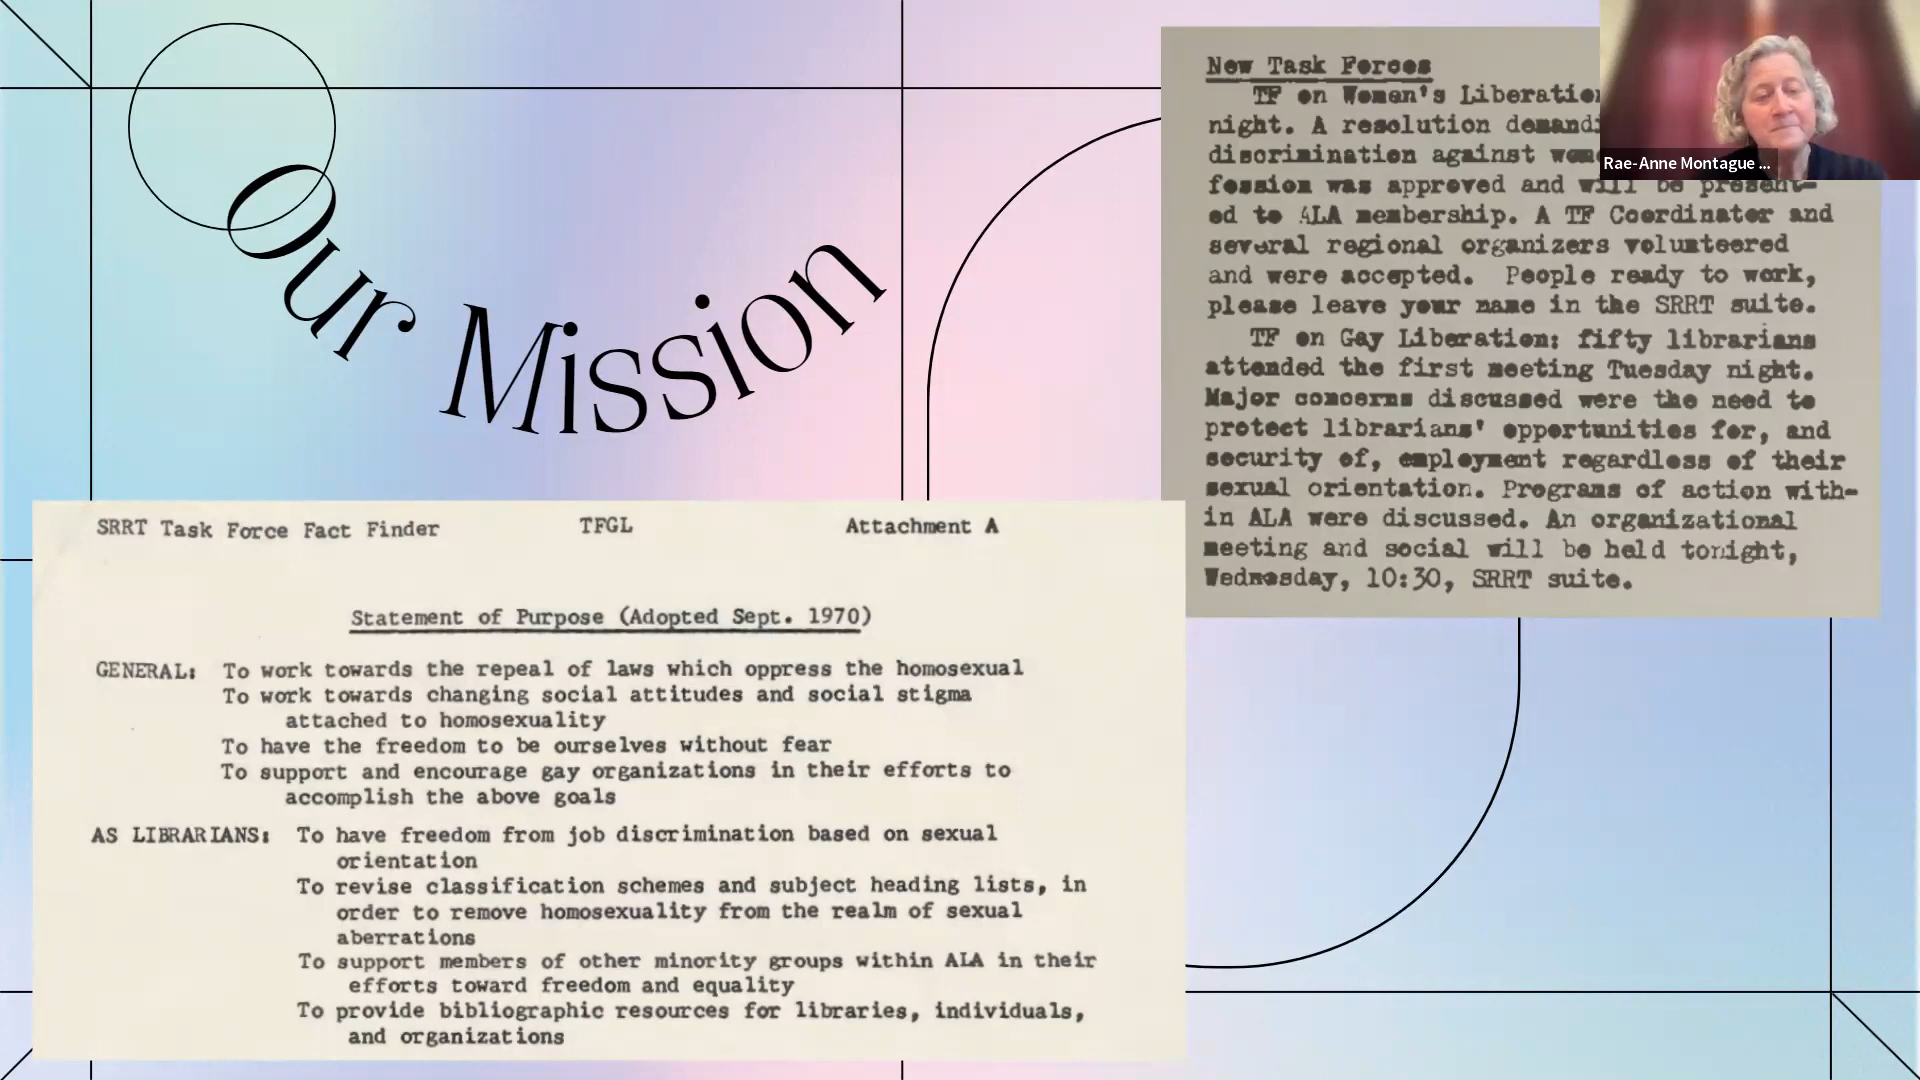 Our Mission
New Task Forces
TF on Women's Liberation
night. A resolution demandi
discrimination against wome
fession was approved and will be present-
ed to ALA membership. A TF Coordinator and
several regional organizers volunteered
and were accepted. People ready to work,
please leave your name in the SRRT suite.
TF on Gay Liberation: fifty librarians
attended the first meeting Tuesday night.
Major concerns discussed were the need to
protect librarians' opportunities for, and
security of, employment regardless of their
sexual orientation. Programs of action with-
in ALA were discussed. An organizational
meeting and social will be held tonight,
Wednesday, 10:30, SRRT suite.
Rae-Anne Montague ...
SRRT Task Force Fact Finder TFGL Attachment A
Statement of Purpose (Adopted Sept. 1970)
GENERAL: To work towards the repeal of laws which oppress the homosexual
To work towards changing social attitudes and social stigma
attached to homosexuality
To have the freedom to be ourselves without fear
To support and encourage gay organizations in their efforts to
accomplish the above goals
AS LIBRARIANS: To have freedom from job discrimination based on sexual
orientation
To revise classification schemes and subject heading lists, in
order to remove homosexuality from the realm of sexual
aberrations
To support members of other minority groups within ALA in their
efforts toward freedom and equality
To provide bibliographic resources for libraries, individuals,
and organizations